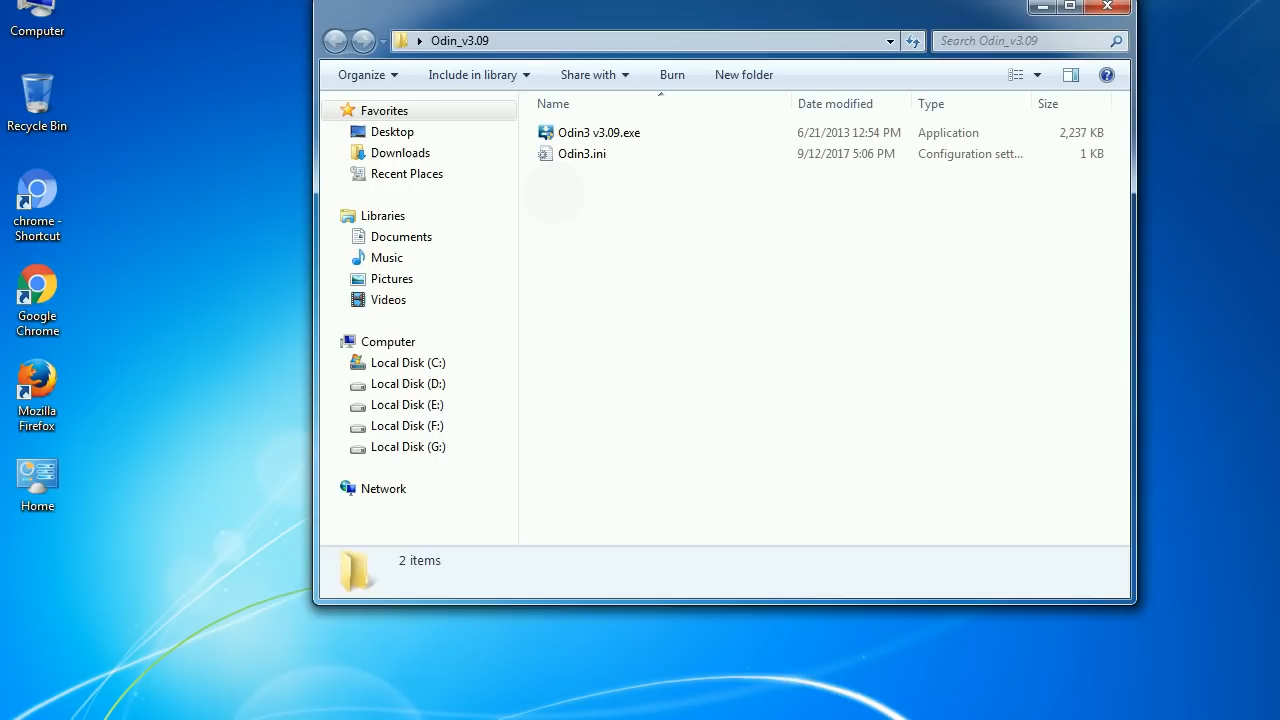 Computer
Recycle Bin
chrome -
Shortcut
Google
Chrome
Mozilla
Firefox
Home
Odin_v3.09
Search Odin_v3.09
Organize
Include in library
Share with
Burn
New folder
Favorites
Desktop
Downloads
Recent Places
Libraries
Documents
Music
Pictures
Videos
Computer
Local Disk (C:)
Local Disk (D:)
Local Disk (E:)
Local Disk (F:)
Local Disk (G:)
Network
Name Date modified Type Size
Odin3 v3.09.exe 6/21/2013 12:54 PM Application 2,237 KB
Odin3.ini 9/12/2017 5:06 PM Configuration sett... 1 KB
2 items